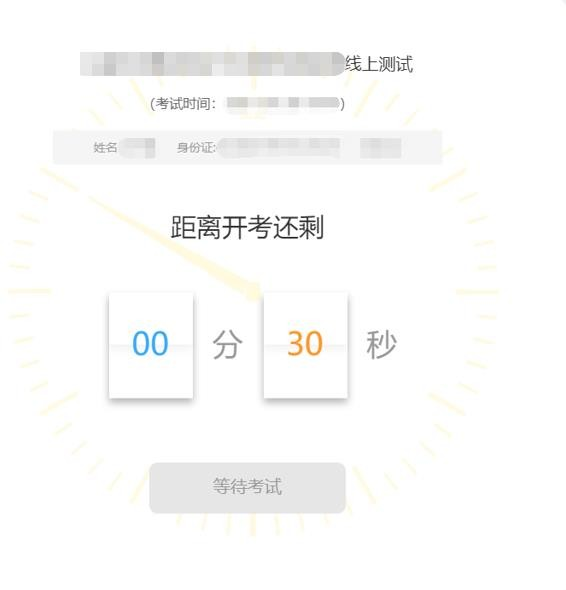 线上测试
(考试时间: )
姓名 身份证:
距离开考还剩
00 分 30 秒
等待考试